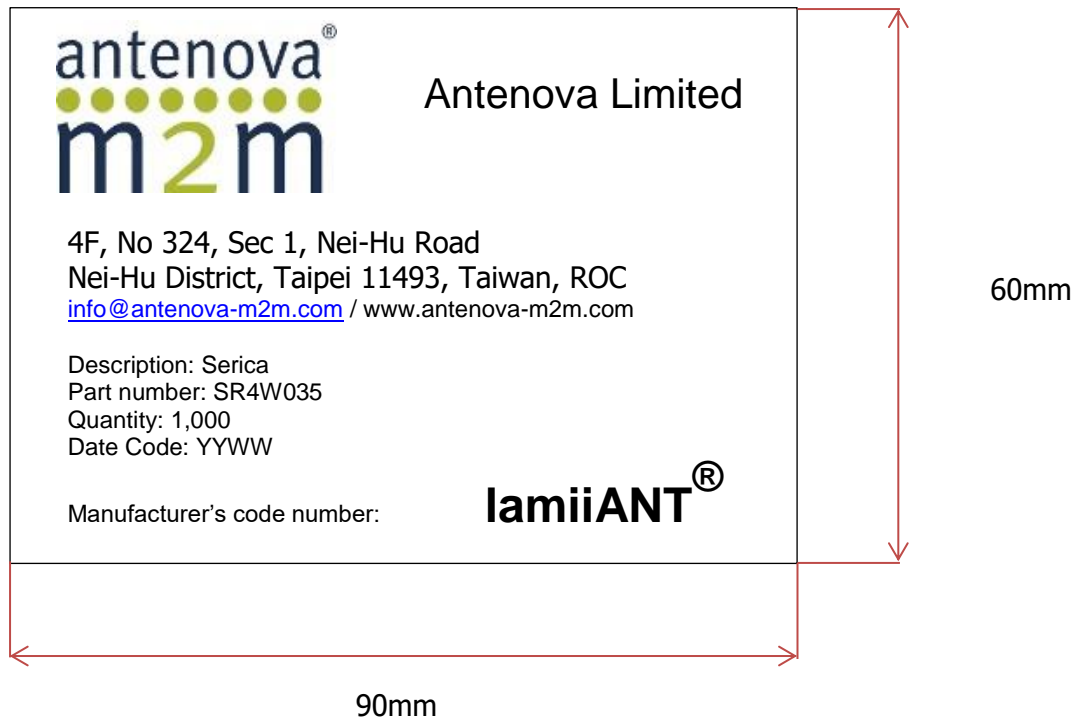 antenova®
m2m
Antenova Limited
4F, No 324, Sec 1, Nei-Hu Road
Nei-Hu District, Taipei 11493, Taiwan, ROC
info@antenova-m2m.com / www.antenova-m2m.com
60mm
Description: Serica
Part number: SR4W035
Quantity: 1,000
Date Code: YYWW
Manufacturer’s code number:
lamiiANT®
90mm